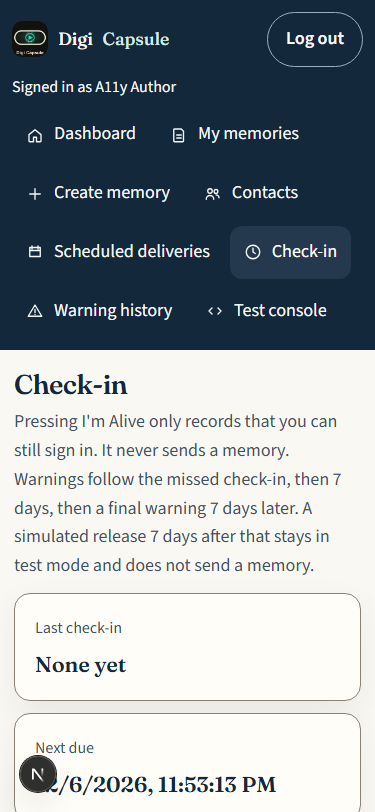 Digi Capsule
Digi Capsule
Log out
Signed in as A11y Author
Dashboard
My memories
Create memory
Contacts
Scheduled deliveries
Check-in
Warning history
Test console
Check-in
Pressing I'm Alive only records that you can
still sign in. It never sends a memory.
Warnings follow the missed check-in, then 7
days, then a final warning 7 days later. A
simulated release 7 days after that stays in
test mode and does not send a memory.
Last check-in
None yet
Next due
N
2/6/2026, 11:53:13 PM